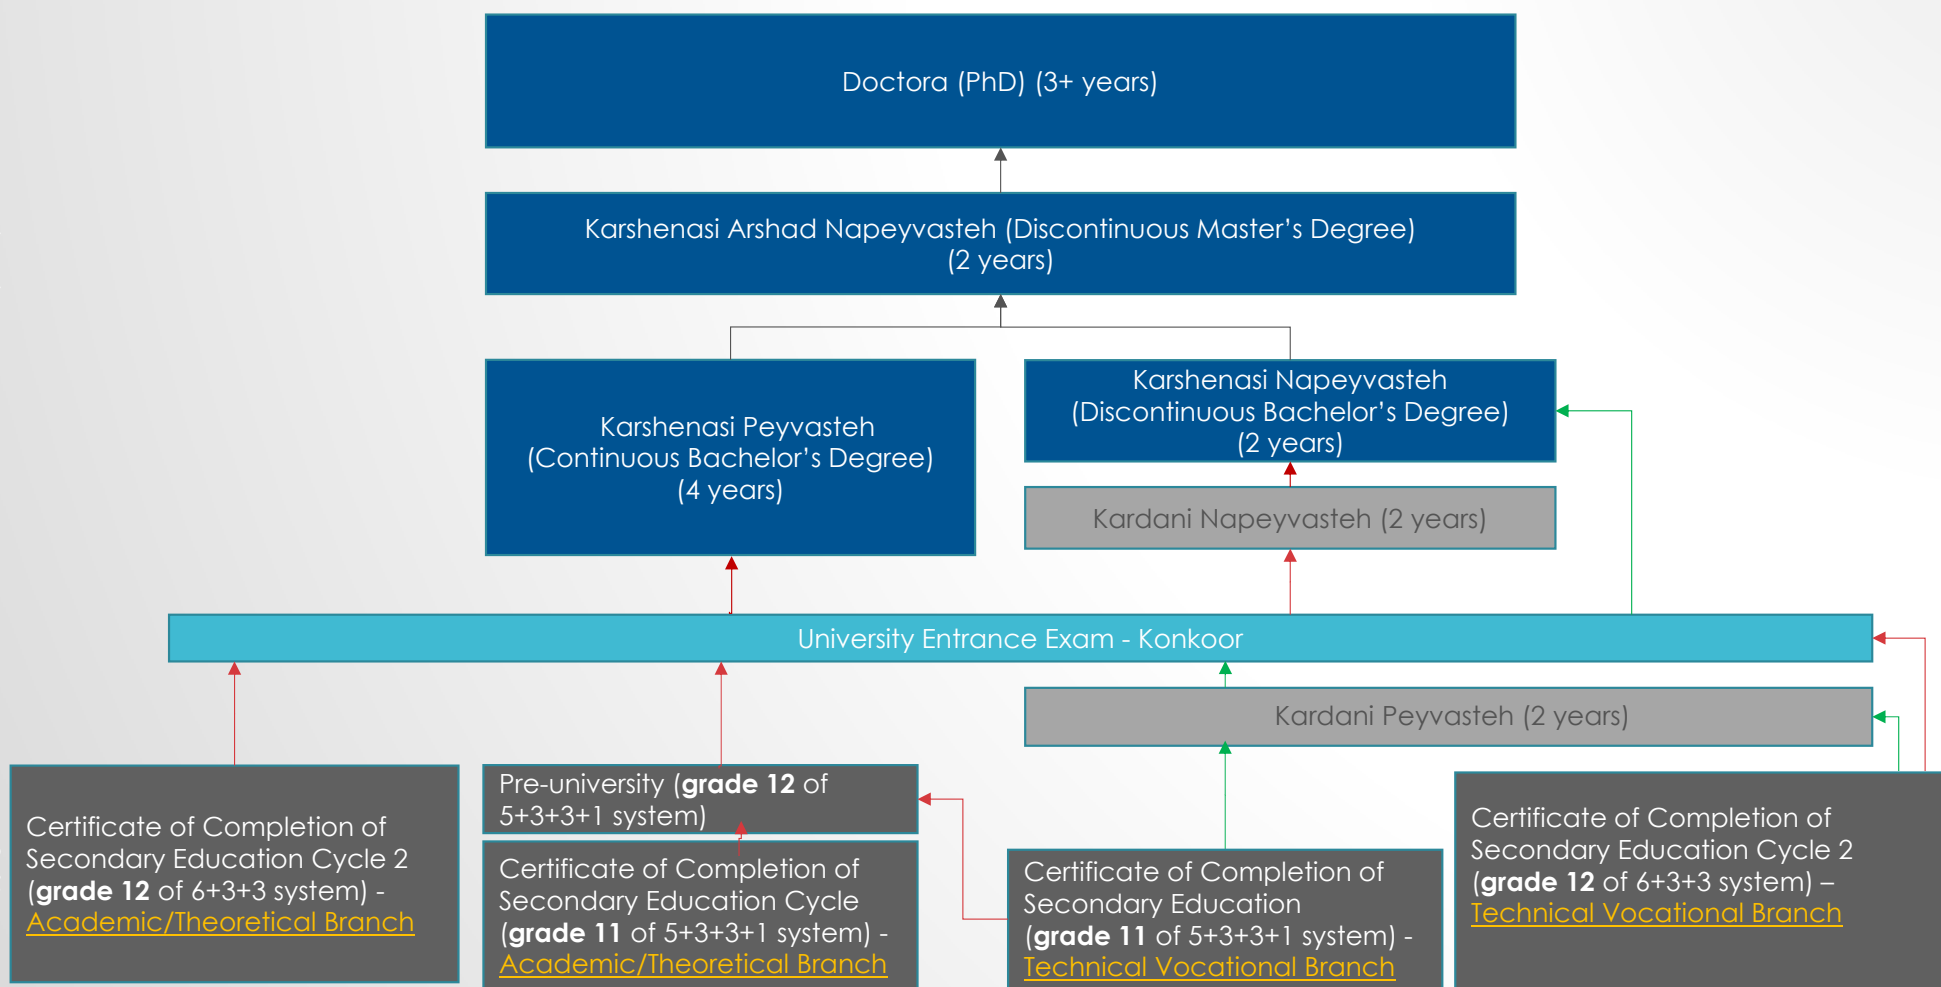 Doctora (PhD) (3+ years)
Karshenasi Arshad Napeyvasteh (Discontinuous Master’s Degree)
(2 years)
Karshenasi Peyvasteh
(Continuous Bachelor’s Degree)
(4 years)
Karshenasi Napeyvasteh
(Discontinuous Bachelor’s Degree)
(2 years)
Kardani Napeyvasteh (2 years)
University Entrance Exam - Konkoor
Kardani Peyvasteh (2 years)
Certificate of Completion of
Secondary Education Cycle 2
(grade 12 of 6+3+3 system) -
Academic/Theoretical Branch
Pre-university (grade 12 of
5+3+3+1 system)
Certificate of Completion of
Secondary Education Cycle
(grade 11 of 5+3+3+1 system) -
Academic/Theoretical Branch
Certificate of Completion of
Secondary Education
(grade 11 of 5+3+3+1 system) -
Technical Vocational Branch
Certificate of Completion of
Secondary Education Cycle 2
(grade 12 of 6+3+3 system) –
Technical Vocational Branch